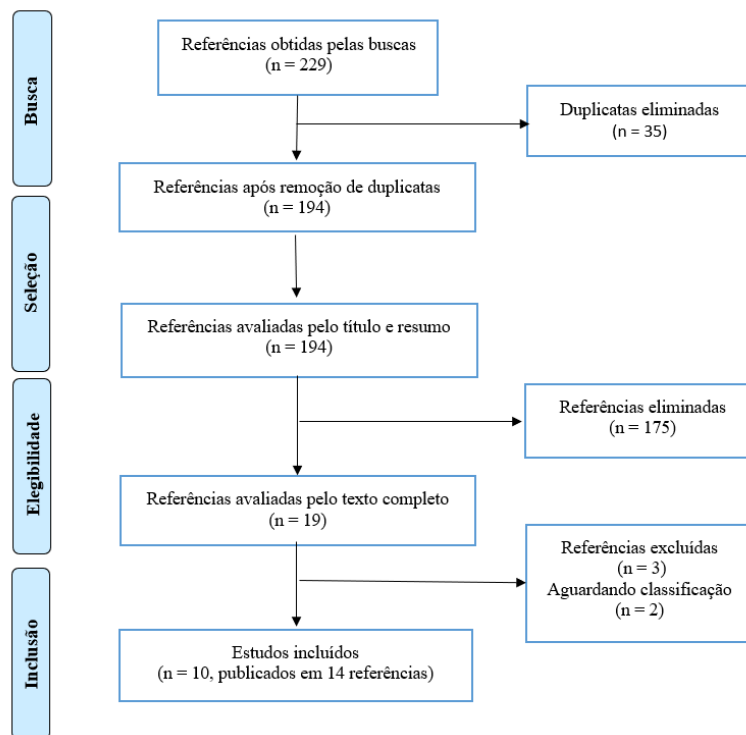 Busca
Referências obtidas pelas buscas
(n = 229)
Duplicatas eliminadas
(n = 35)
Referências após remoção de duplicatas
(n = 194)
Seleção
Referências avaliadas pelo título e resumo
(n = 194)
Elegibilidade
Referências eliminadas
(n = 175)
Referências avaliadas pelo texto completo
(n = 19)
Referências excluídas
(n = 3)
Aguardando classificação
(n = 2)
Inclusão
Estudos incluídos
(n = 10, publicados em 14 referências)